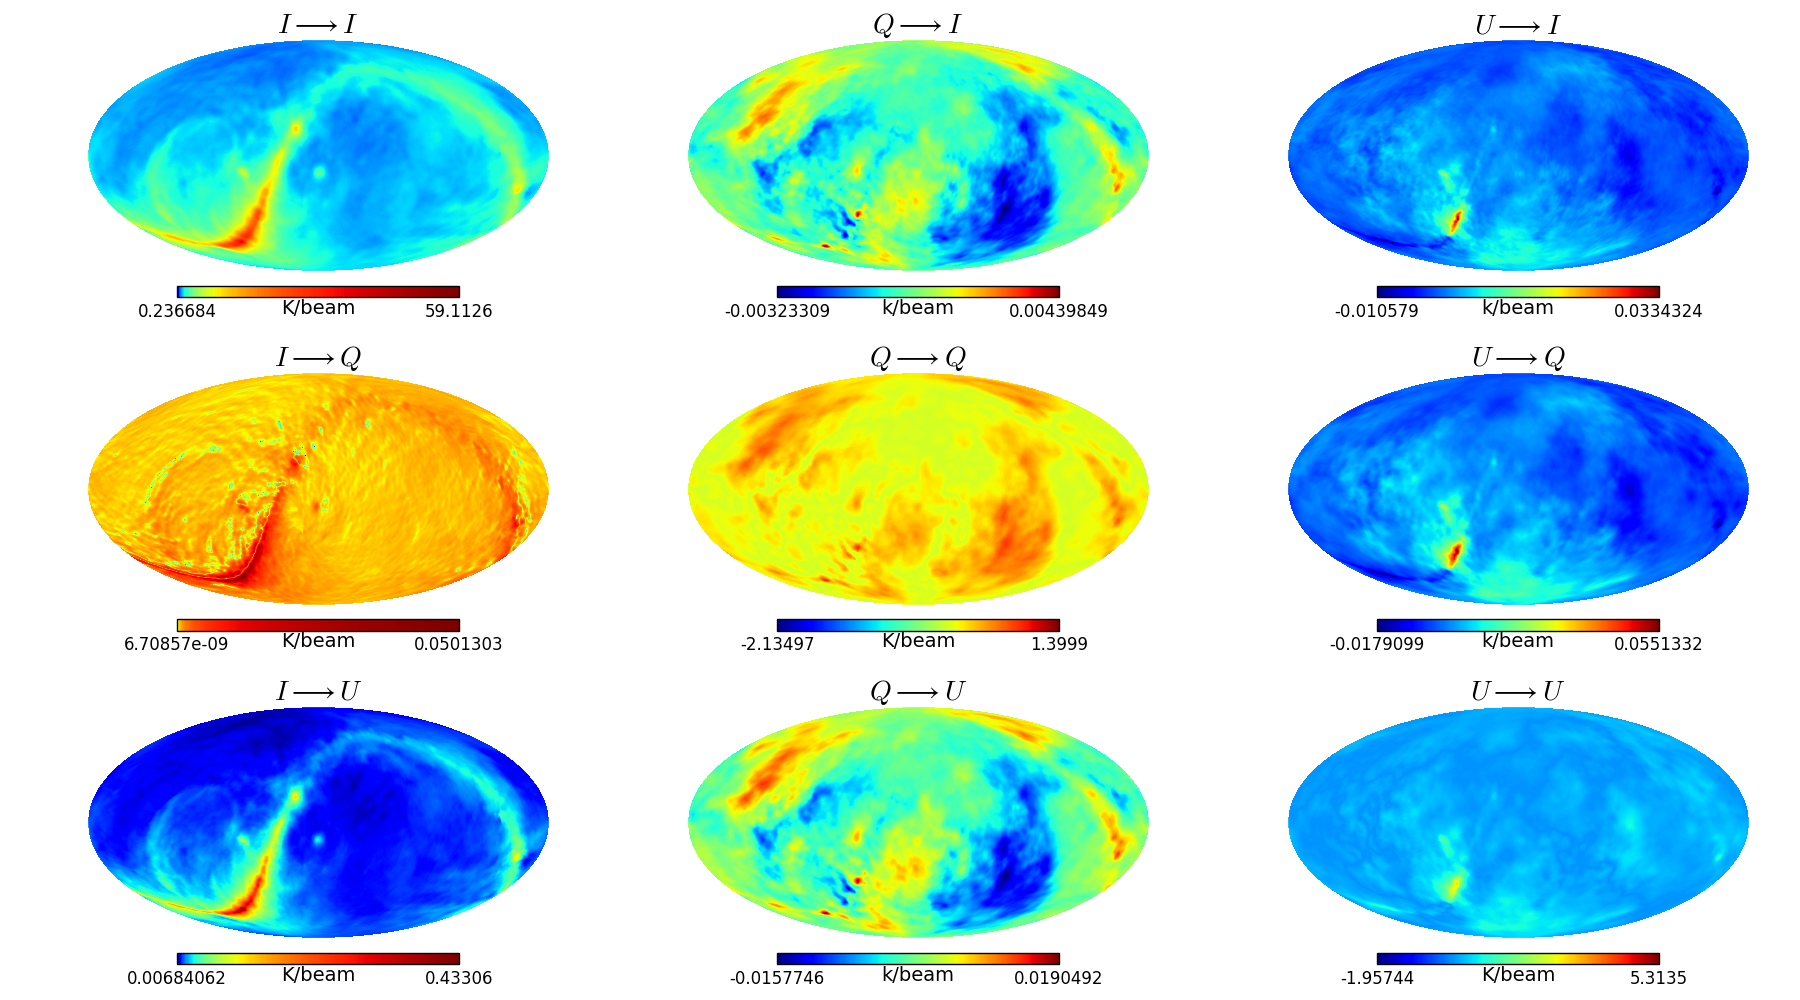 I ⟶ I
Q ⟶ I
U ⟶ I
K/beam
0.236684 59.1126
k/beam
-0.00323309 0.00439849
k/beam
-0.010579 0.0334324
I ⟶ Q
Q ⟶ Q
U ⟶ Q
K/beam
6.70857e-09 0.0501303
K/beam
-2.13497 1.3999
k/beam
-0.0179099 0.0551332
I ⟶ U
Q ⟶ U
U ⟶ U
K/beam
0.00684062 0.43306
k/beam
-0.0157746 0.0190492
K/beam
-1.95744 5.3135